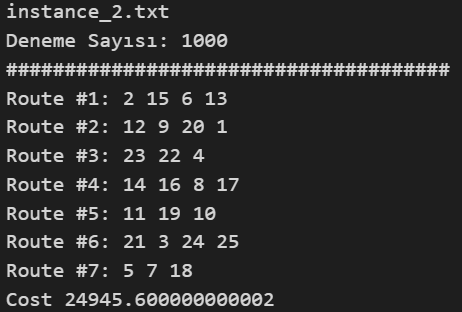 instance_2.txt
Deneme Sayısı: 1000
######################################
Route #1: 2 15 6 13
Route #2: 12 9 20 1
Route #3: 23 22 4
Route #4: 14 16 8 17
Route #5: 11 19 10
Route #6: 21 3 24 25
Route #7: 5 7 18
Cost 24945.600000000002